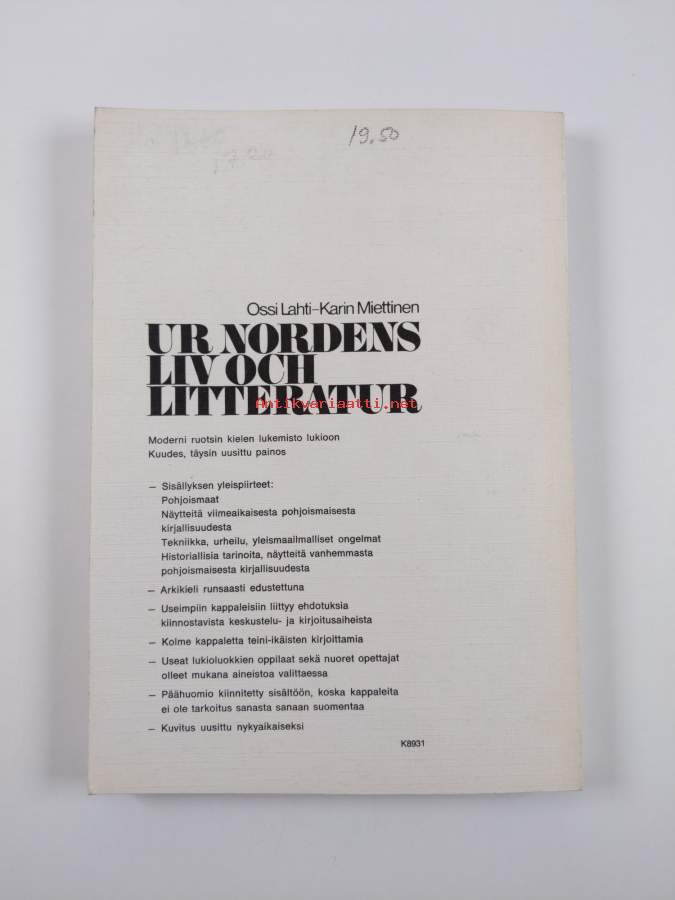 19.50
Ossi Lahti–Karin Miettinen
UR NORDENS
LIV OCH
LITTERATUR
Antikvariaatti.net
Moderni ruotsin kielen lukemisto lukioon
Kuudes, täysin uusittu painos
— Sisällyksen yleispiirteet:
Pohjoismaat
Näytteitä viimeaikaisesta pohjoismaisesta
kirjallisuudesta
Tekniikka, urheilu, yleismaailmalliset ongelmat
Historiallisia tarinoita, näytteitä vanhemmasta
pohjoismaisesta kirjallisuudesta
— Arkikieli runsaasti edustettuna
— Useimpiin kappaleisiin liittyy ehdotuksia
kiinnostavista keskustelu- ja kirjoitusaiheista
— Kolme kappaletta teini-ikäisten kirjoittamia
— Useat lukioluokkien oppilaat sekä nuoret opettajat
olleet mukana aineistoa valittaessa
— Päähuomio kiinnitetty sisältöön, koska kappaleita
ei ole tarkoitus sanasta sanaan suomentaa
— Kuvitus uusittu nykyaikaiseksi
K8931